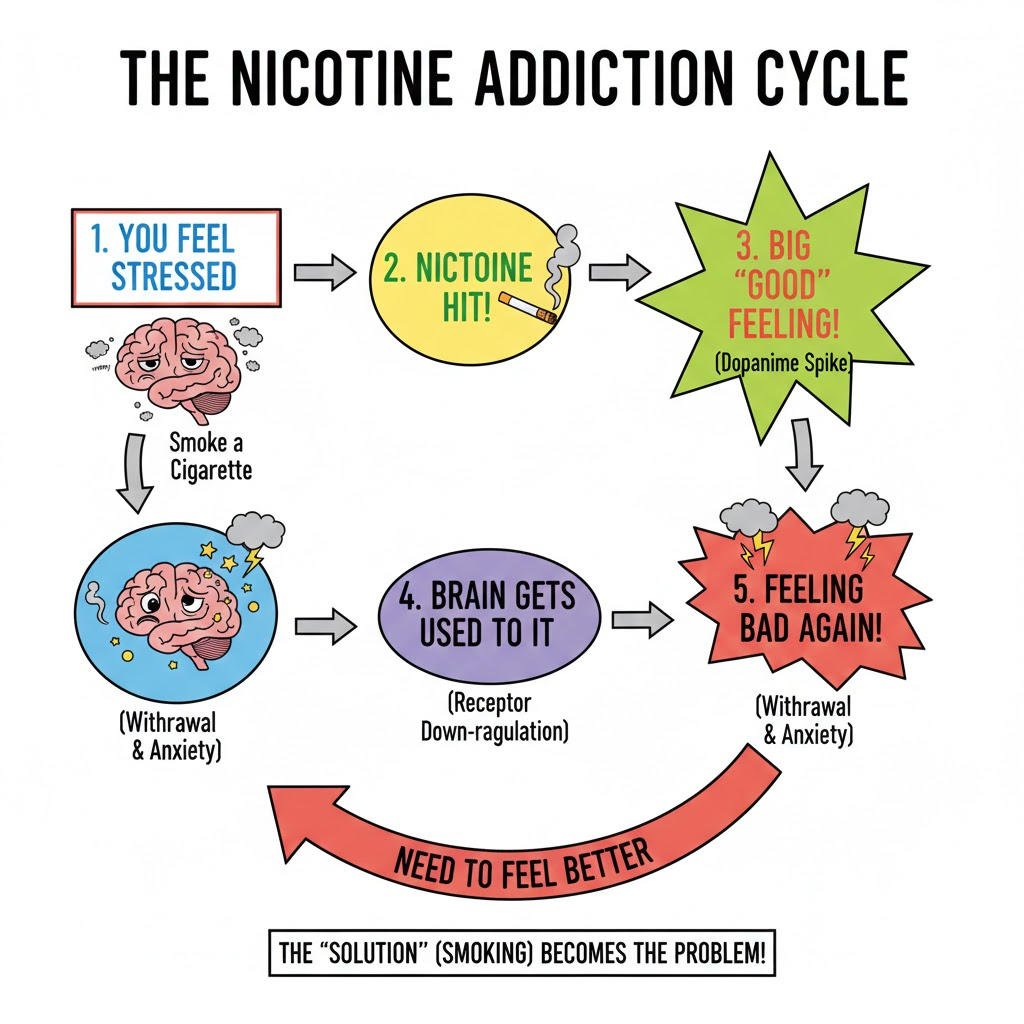 THE NICOTINE ADDICTION CYCLE
1. YOU FEEL
STRESSED
2. NICTOINE
HIT!
3. BIG
“GOOD”
FEELING!
(Dopanime Spike)
Smoke a
Cigarette
4. BRAIN GETS
USED TO IT
5. FEELING
BAD AGAIN!
(Withrawal
& Anxiety)
(Receptor
Down-ragulation)
(Withrawal
& Anxiety)
NEED TO FEEL BETTER
THE “SOLUTION” (SMOKING) BECOMES THE PROBLEM!